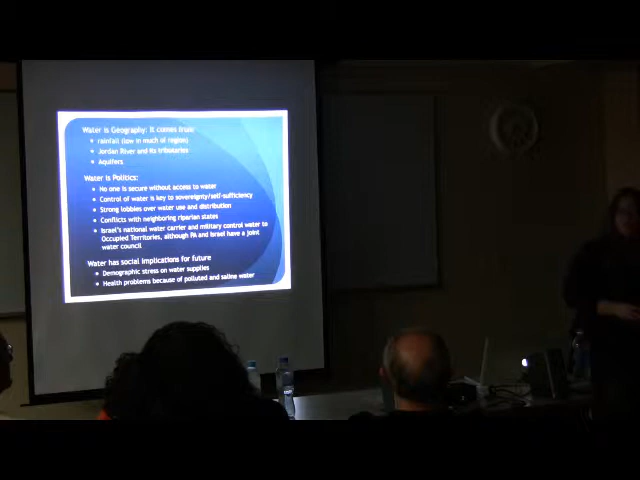 Water is Geography: It comes from:
rainfall (low in much of region)
Jordan River and its tributaries
Aquifers
Water is Politics:
No one is secure without access to water
Control of water is key to sovereignty/self-sufficiency
Strong lobbies over water use and distribution
Conflicts with neighboring riparian states
Israel's national water carrier and military control water to
Occupied Territories, although PA and Israel have a joint
water council
Water has social implications for future
Demographic stress on water supplies
Health problems because of polluted and saline water